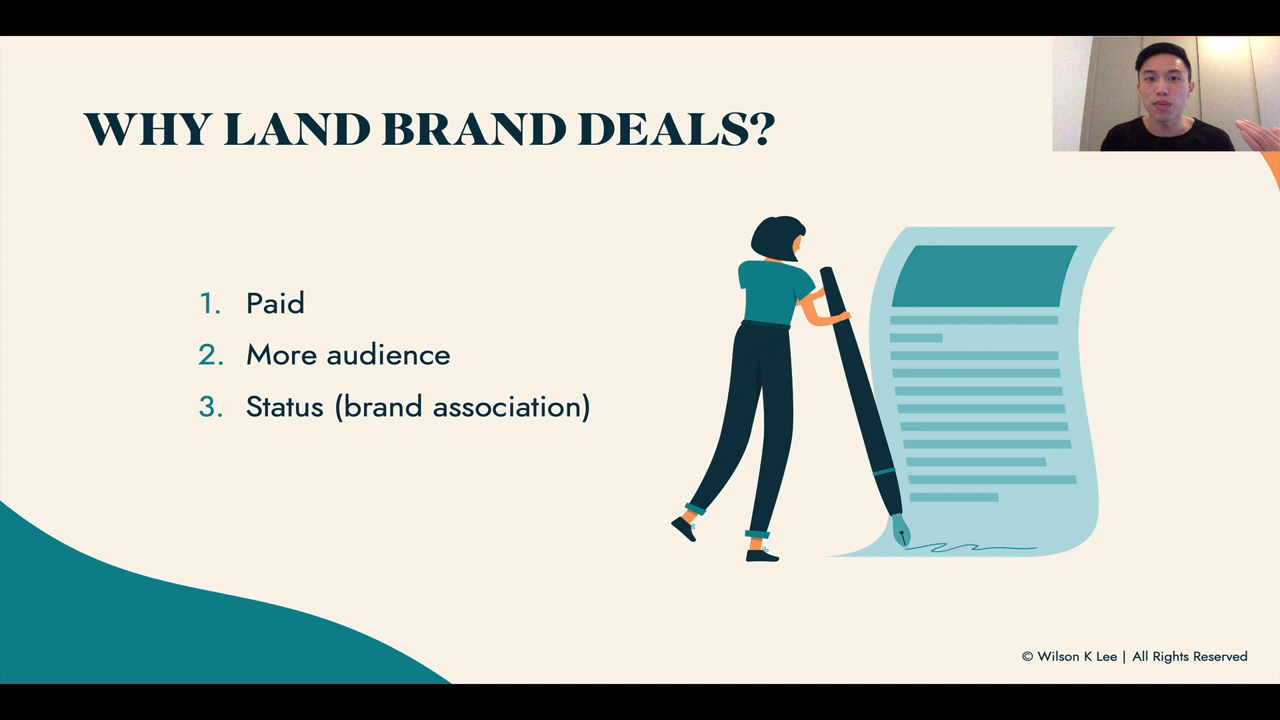 WHY LAND BRAND DEALS?
1. Paid
2. More audience
3. Status (brand association)
© Wilson K Lee | All Rights Reserved